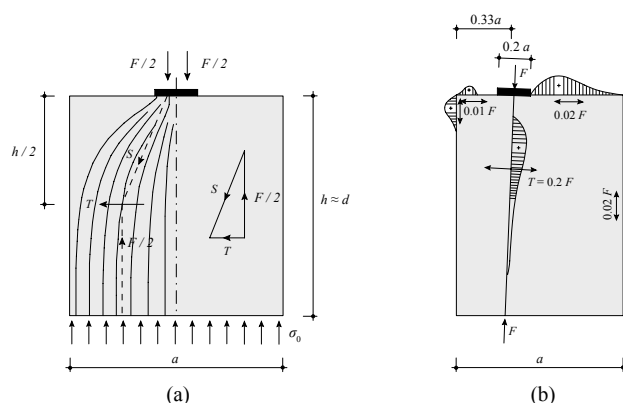 F / 2
F / 2
h / 2
S
T
F / 2
S
F / 2
T
h ≈ d
σ₀
a
(a)
0.33a
0.2 a
F
0.01 F
0.02 F
T = 0.2 F
0.02 F
F
a
(b)